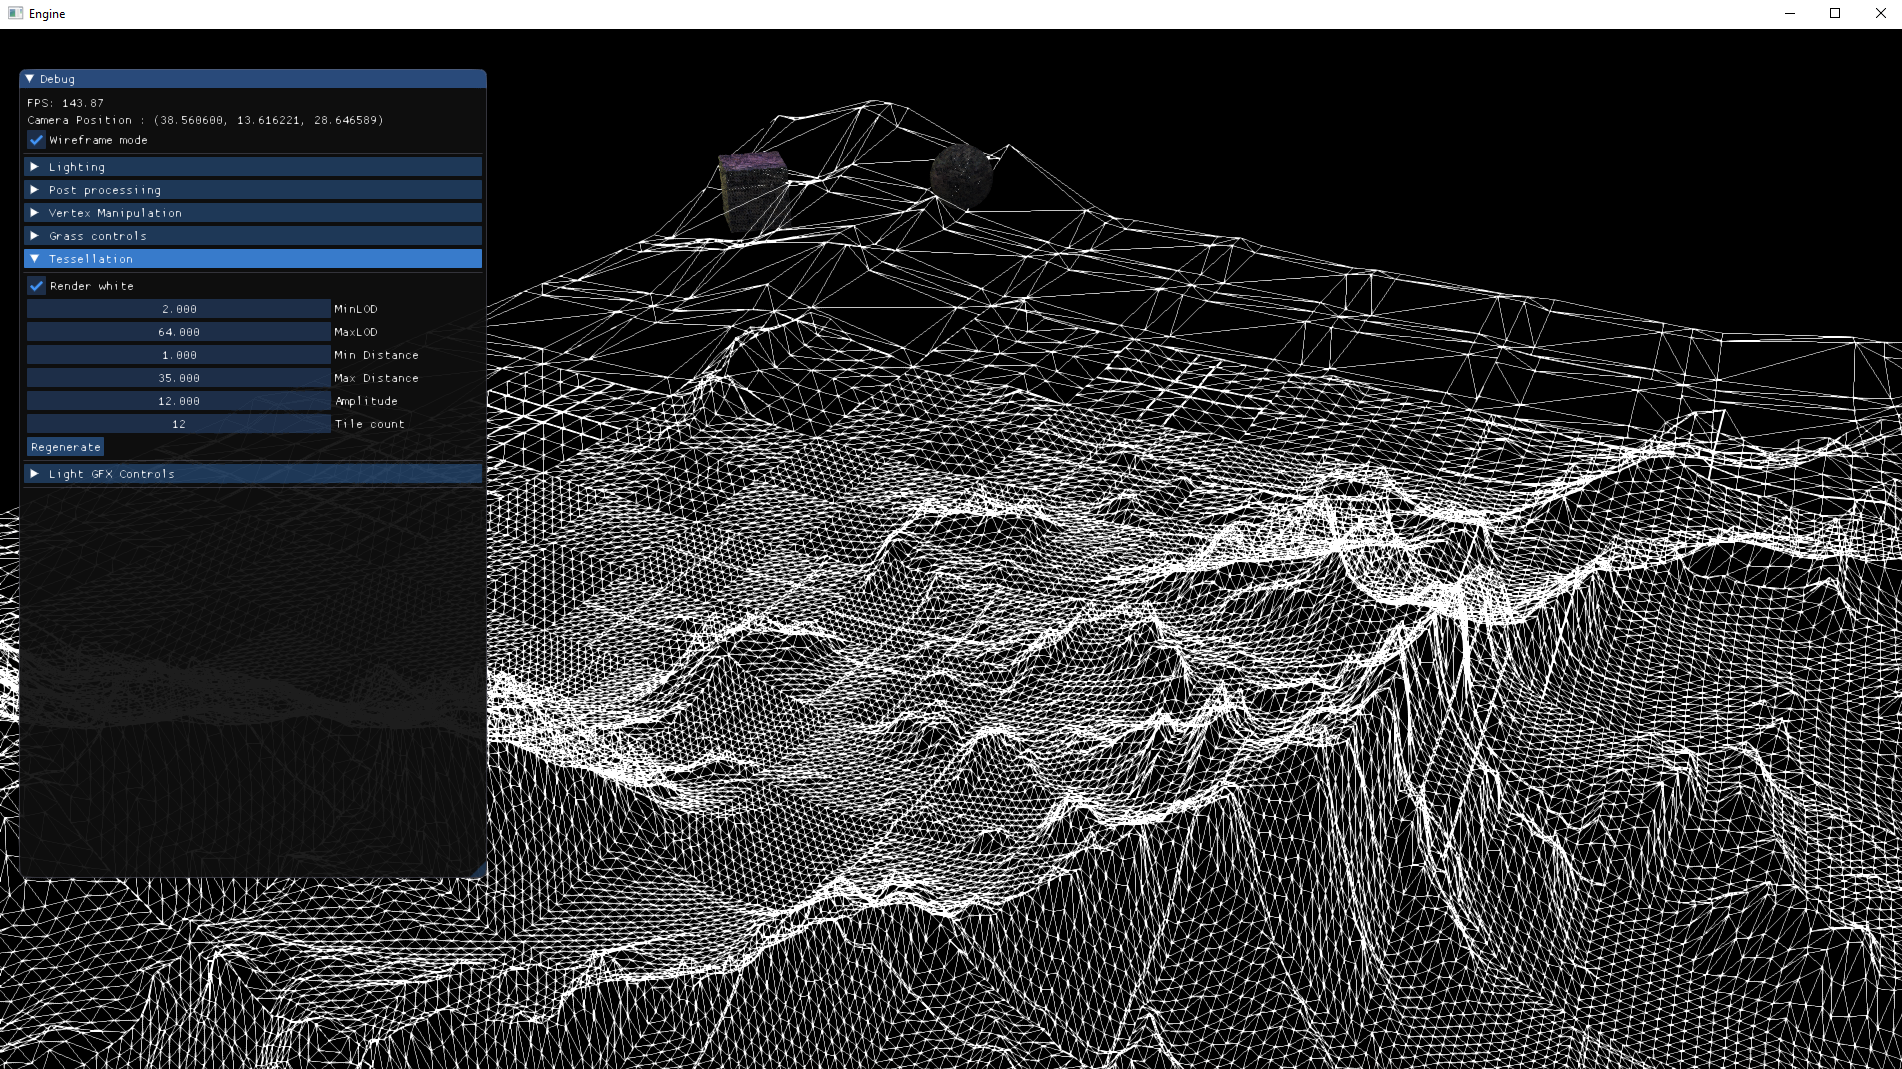 Engine
Debug
FPS: 143.87
Camera Position : (38.560600, 13.616221, 28.646589)
Wireframe mode
Lighting
Post processiing
Vertex Manipulation
Grass controls
Tessellation
Render white
2.000 MinLOD
64.000 MaxLOD
1.000 Min Distance
35.000 Max Distance
12.000 Amplitude
12 Tile count
Regenerate
Light GFX Controls